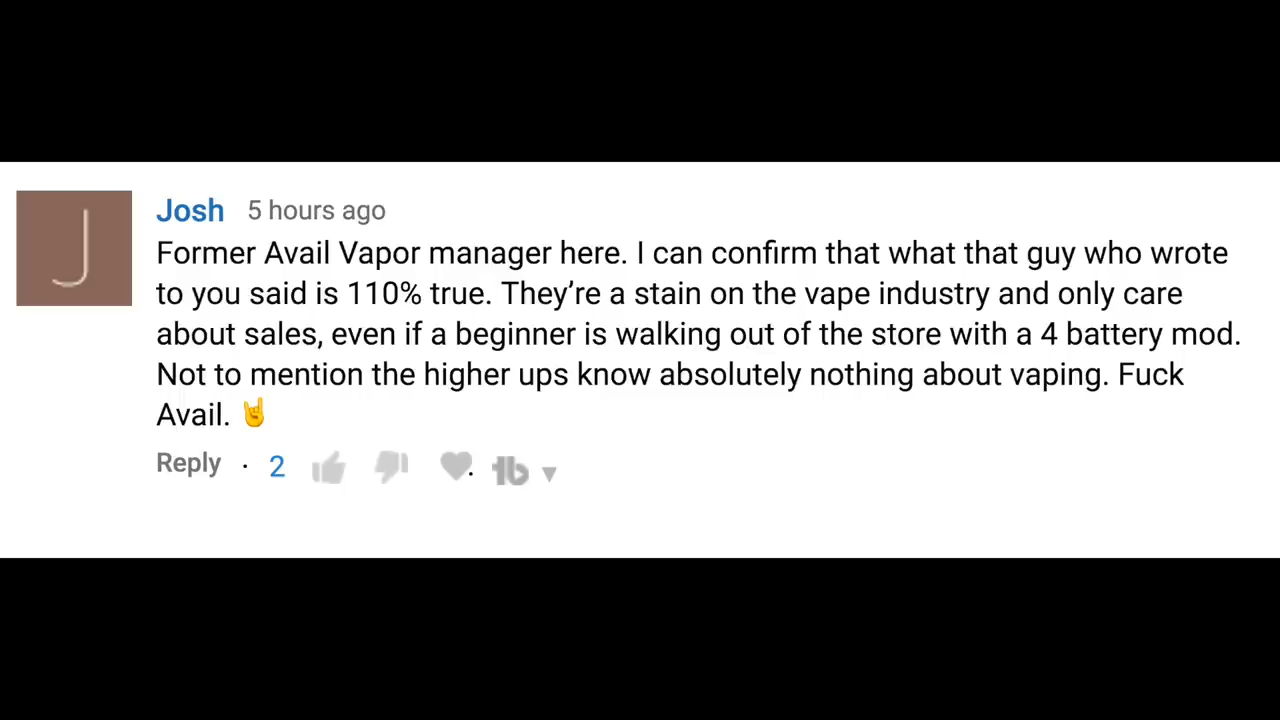 J
Josh 5 hours ago
Former Avail Vapor manager here. I can confirm that what that guy who wrote
to you said is 110% true. They’re a stain on the vape industry and only care
about sales, even if a beginner is walking out of the store with a 4 battery mod.
Not to mention the higher ups know absolutely nothing about vaping. Fuck
Avail. 🤘
Reply · 2